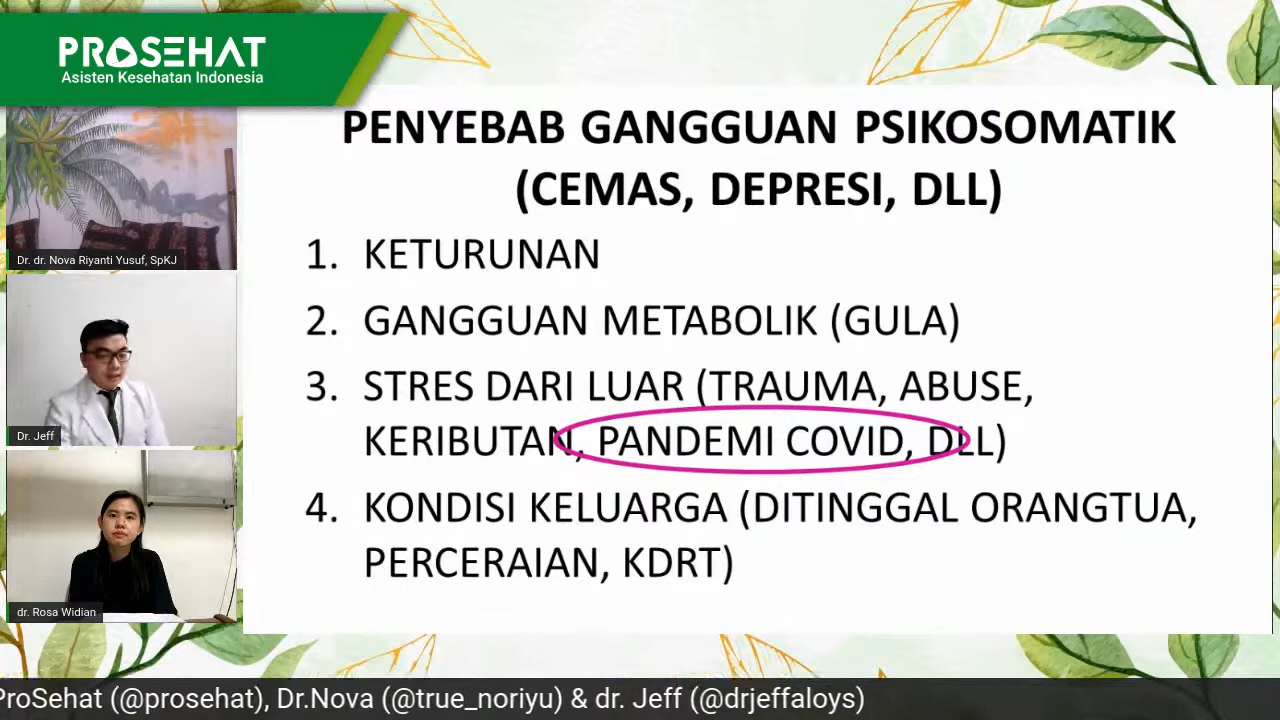 PROSEHAT
Asisten Kesehatan Indonesia
Dr. dr. Nova Riyanti Yusuf, SpKJ
Dr. Jeff
dr. Rosa Widian
PENYEBAB GANGGUAN PSIKOSOMATIK
(CEMAS, DEPRESI, DLL)
1. KETURUNAN
2. GANGGUAN METABOLIK (GULA)
3. STRES DARI LUAR (TRAUMA, ABUSE,
KERIBUTAN, PANDEMI COVID, DLL)
4. KONDISI KELUARGA (DITINGGAL ORANGTUA,
PERCERAIAN, KDRT)
ProSehat (@prosehat), Dr.Nova (@true_noriyu) & dr. Jeff (@drjeffaloys)